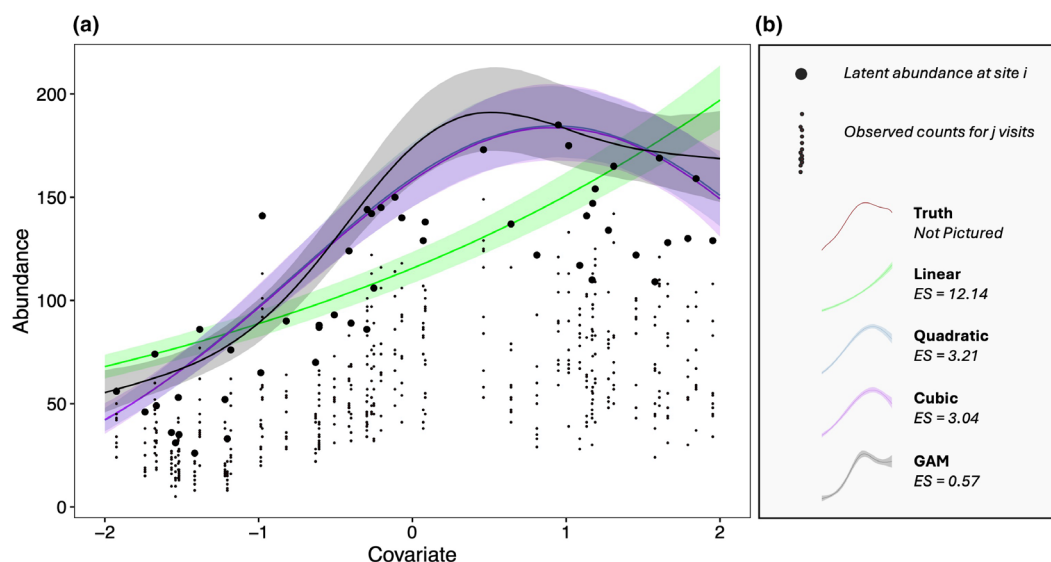 (a)
200
150
100
50
0
Abundance
−2
−1
0
1
2
Covariate
(b)
Latent abundance at site i
Observed counts for j visits
Truth
Not Pictured
Linear
ES = 12.14
Quadratic
ES = 3.21
Cubic
ES = 3.04
GAM
ES = 0.57